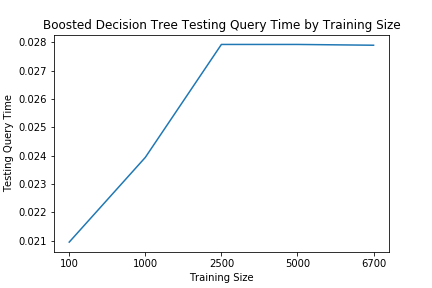 Boosted Decision Tree Testing Query Time by Training Size
0.028
0.027
0.026
0.025
0.024
0.023
0.022
0.021
Testing Query Time
100 1000 2500 5000 6700
Training Size